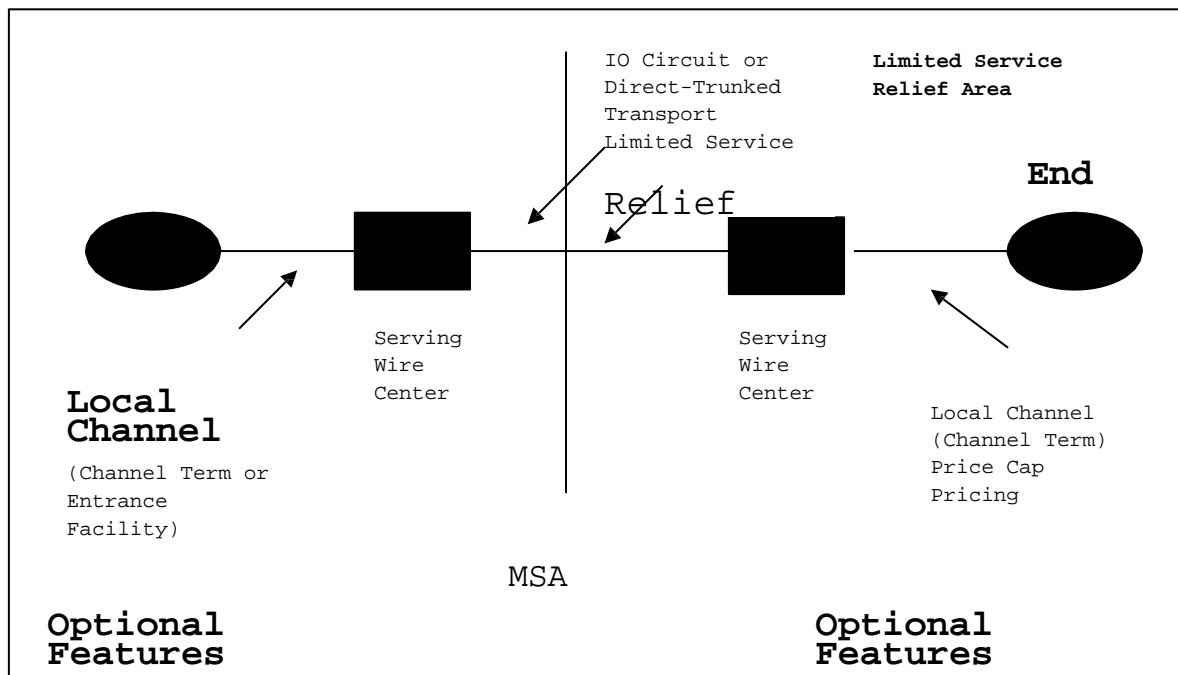 IO Circuit or
Direct-Trunked
Transport
Limited Service
Relief
Limited Service
Relief Area
End
Serving
Wire
Center
Serving
Wire
Center
Local
Channel
(Channel Term or
Entrance
Facility)
Local Channel
(Channel Term)
Price Cap
Pricing
MSA
Optional
Features
Optional
Features